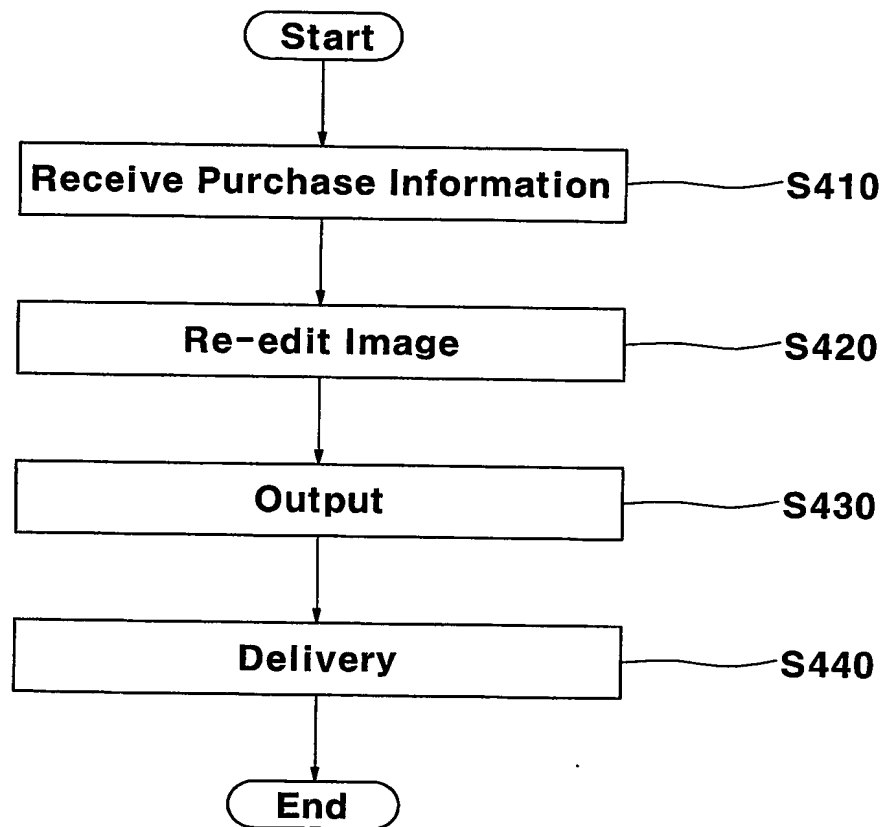 Start
Receive Purchase Information S410
Re-edit Image S420
Output S430
Delivery S440
End